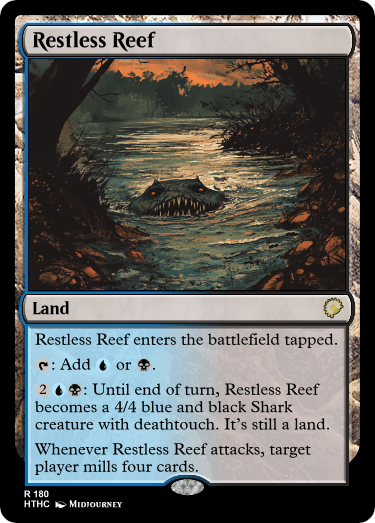 Restless Reef
Land
Restless Reef enters the battlefield tapped.
: Add or .
2 : Until end of turn, Restless Reef
becomes a 4/4 blue and black Shark
creature with deathtouch. It's still a land.
Whenever Restless Reef attacks, target
player mills four cards.
R 180
HTHC Midjourney